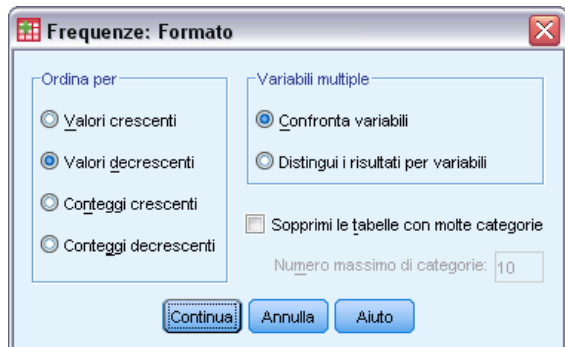 Frequenze: Formato
Ordina per
Valori crescenti
Valori decrescenti
Conteggi crescenti
Conteggi decrescenti
Variabili multiple
Confronta variabili
Distingui i risultati per variabili
Sopprimi le tabelle con molte categorie
Numero massimo di categorie: 10
Continua
Annulla
Aiuto